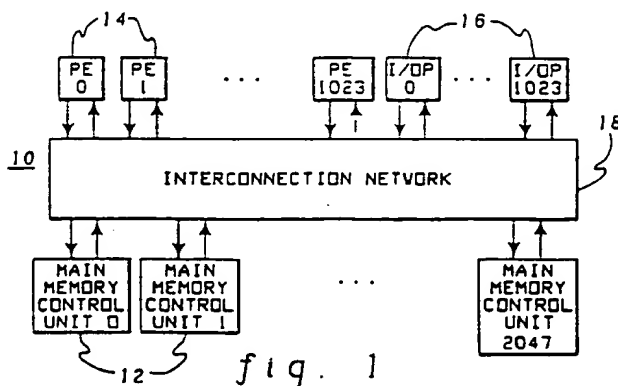 14
16
PE 0
PE 1
...
PE 1023
I/OP 0
...
I/OP 1023
10
INTERCONNECTION NETWORK
18
MAIN MEMORY CONTROL UNIT 0
MAIN MEMORY CONTROL UNIT 1
...
MAIN MEMORY CONTROL UNIT 2047
12
fig. 1